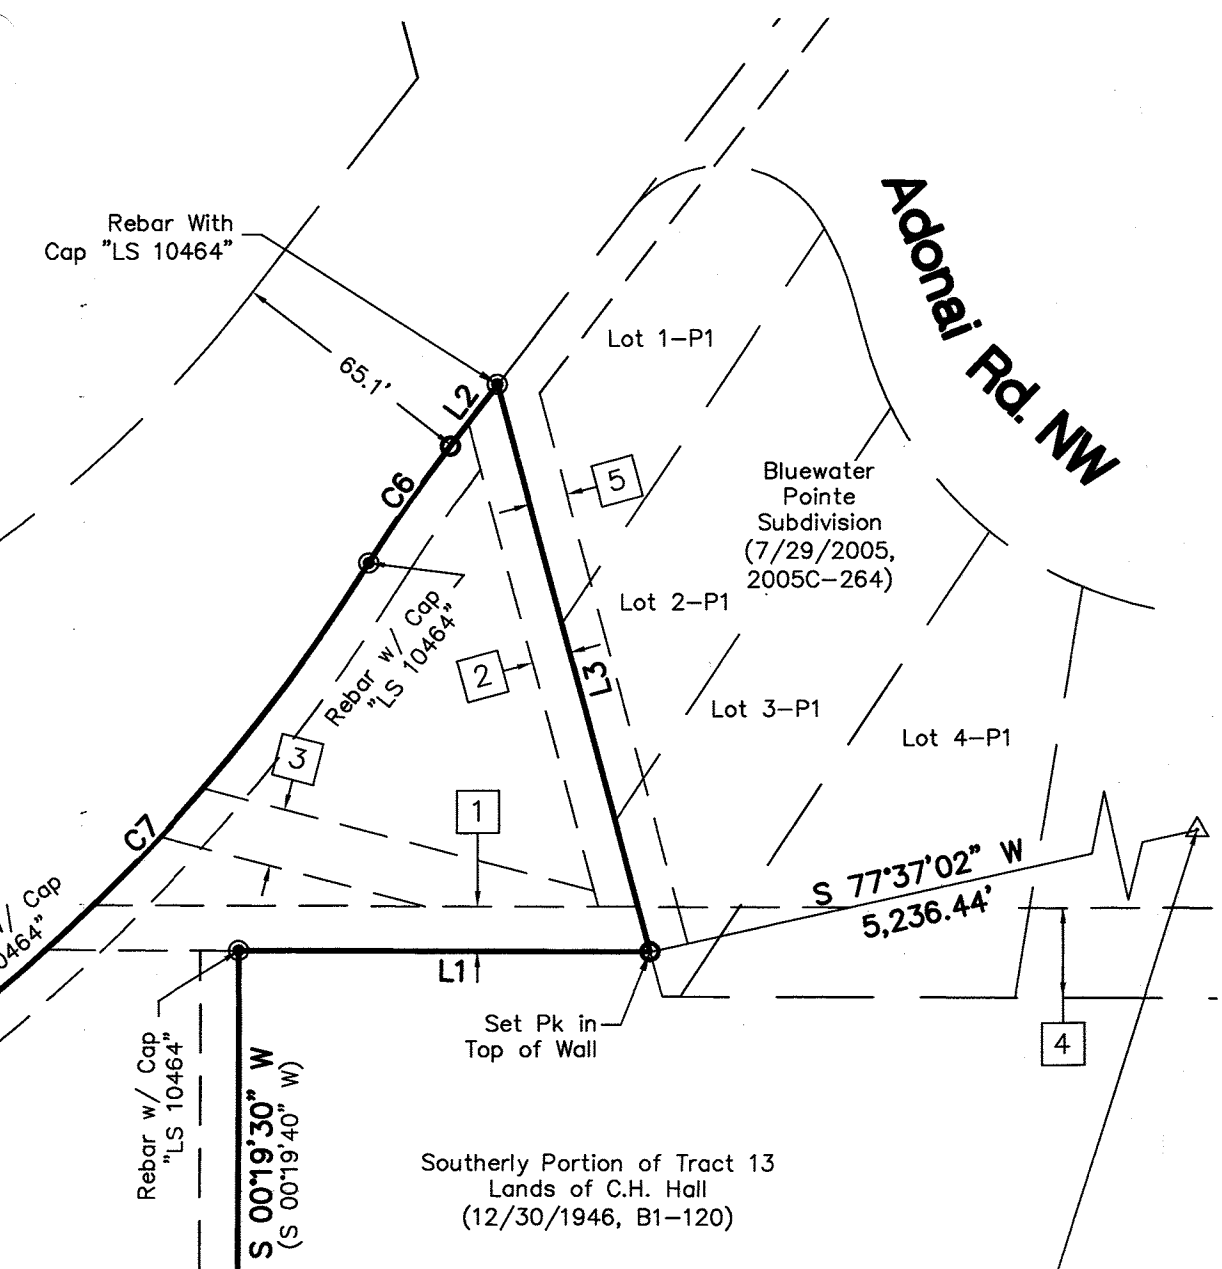 Rebar With
Cap "LS 10464"
Adonai Rd. NW
Lot 1-P1
65.1'
L2
C6
5
Bluewater
Pointe
Subdivision
(7/29/2005,
2005C-264)
Lot 2-P1
Rebar w/ Cap
"LS 10464"
2
L3
Lot 3-P1
Lot 4-P1
3
1
C7
S 77°37'02" W
5,236.44'
/ Cap
0464"
L1
Set Pk in
Top of Wall
4
Rebar w/ Cap
"LS 10464"
S 00°19'30" W
(S 00°19'40" W)
Southerly Portion of Tract 13
Lands of C.H. Hall
(12/30/1946, B1-120)